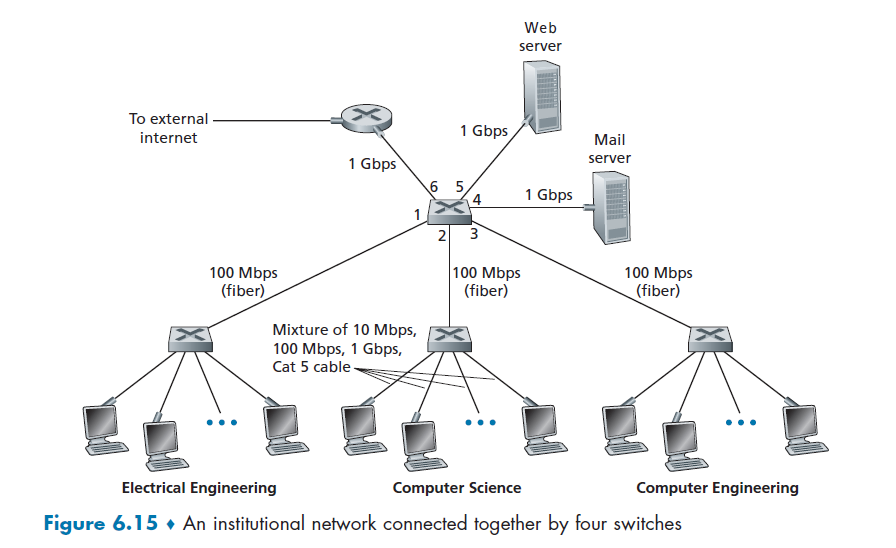 Web
server
To external
internet
1 Gbps
Mail
server
1 Gbps
1 Gbps
6 5
4
1
2 3
100 Mbps
(fiber)
100 Mbps
(fiber)
100 Mbps
(fiber)
Mixture of 10 Mbps,
100 Mbps, 1 Gbps,
Cat 5 cable
Electrical Engineering
Computer Science
Computer Engineering
Figure 6.15 ♦ An institutional network connected together by four switches